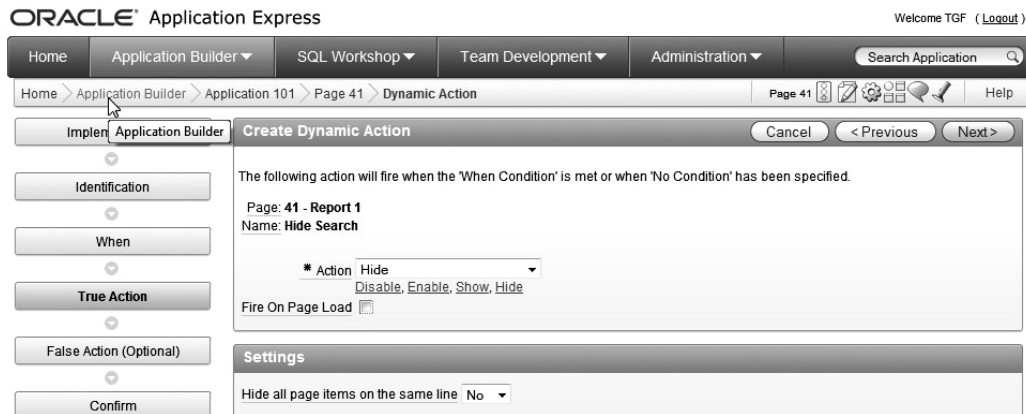 ORACLE Application Express
Welcome TGF ( Logout )
Home Application Builder SQL Workshop Team Development Administration Search Application
Home Application Builder Application 101 Page 41 Dynamic Action Page 41 Help
Implem
Application Builder
Create Dynamic Action Cancel < Previous Next >
Identification
When
True Action
False Action (Optional)
Confirm
The following action will fire when the 'When Condition' is met or when 'No Condition' has been specified.
Page: 41 - Report 1
Name: Hide Search
* Action Hide
Disable, Enable, Show, Hide
Fire On Page Load
Settings
Hide all page items on the same line No